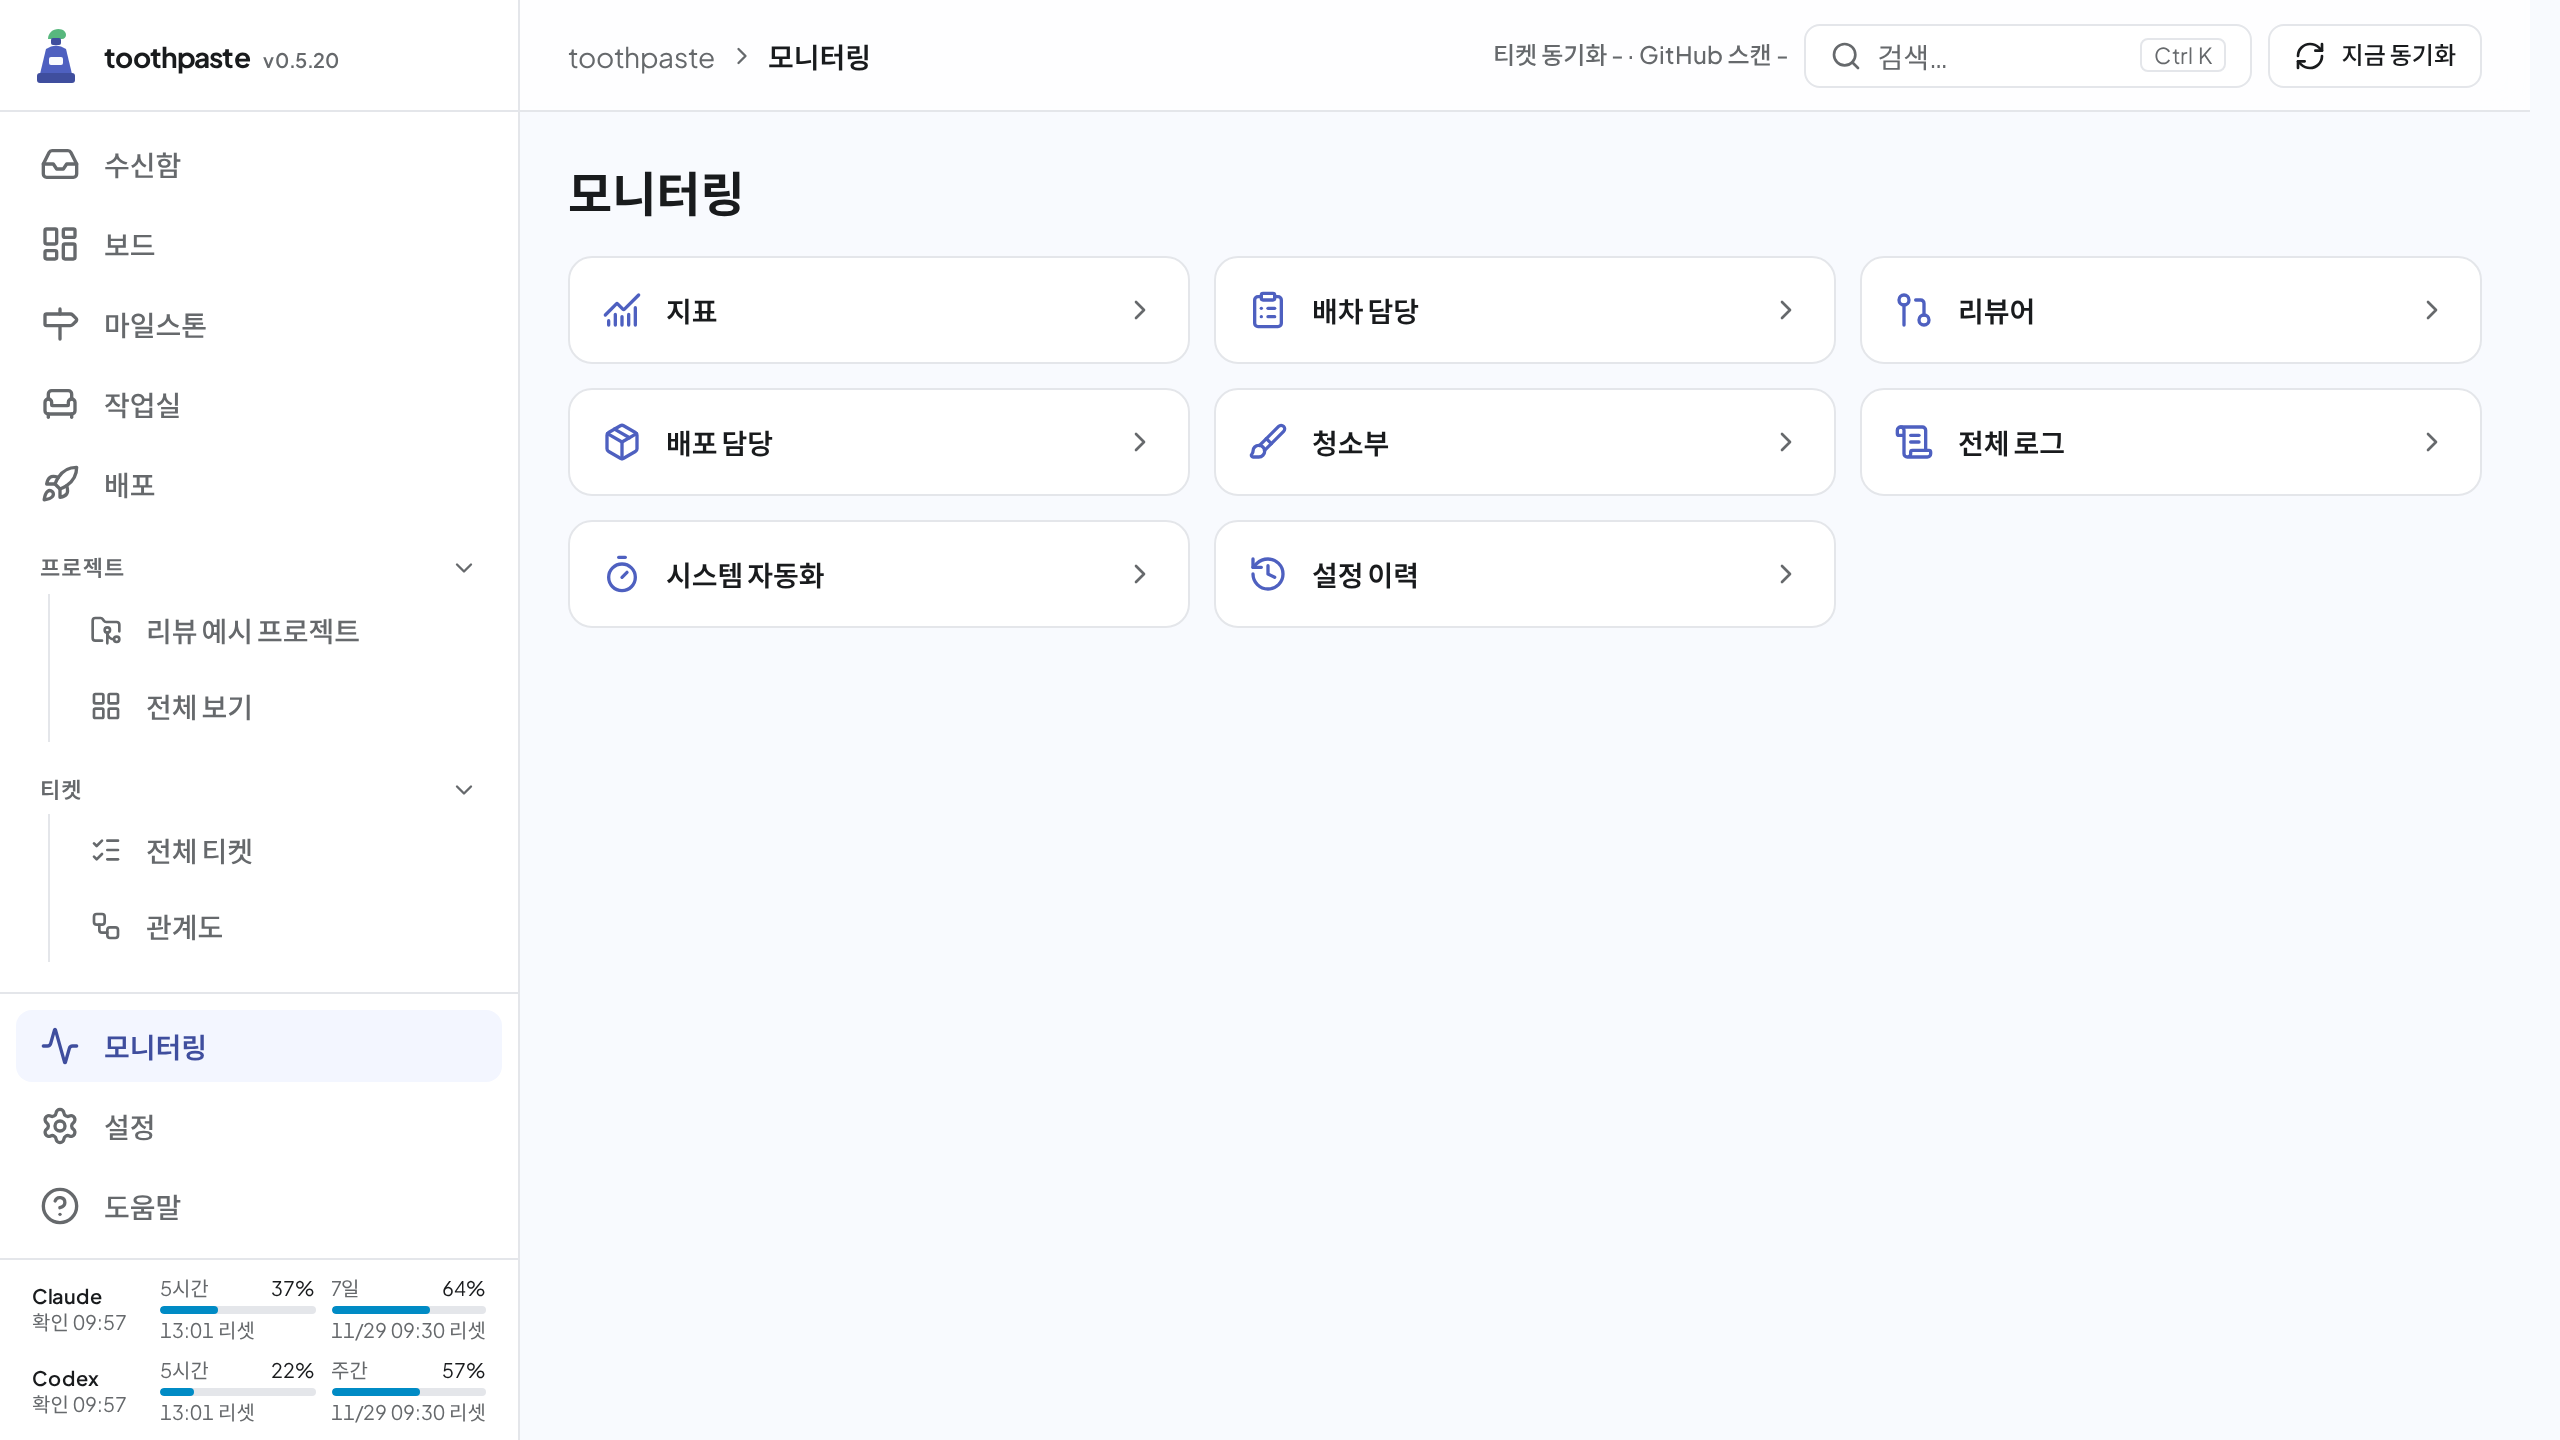 toothpaste v0.5.20
수신함
보드
마일스톤
작업실
배포
프로젝트
리뷰 예시 프로젝트
전체 보기
티켓
전체 티켓
관계도
모니터링
설정
도움말
Claude
확인 09:57
5시간 37%
13:01 리셋
7일 64%
11/29 09:30 리셋
Codex
확인 09:57
5시간 22%
13:01 리셋
주간 57%
11/29 09:30 리셋
toothpaste > 모니터링
티켓 동기화 - · GitHub 스캔 -
검색... Ctrl K
지금 동기화
모니터링
지표
배차 담당
리뷰어
배포 담당
청소부
전체 로그
시스템 자동화
설정 이력